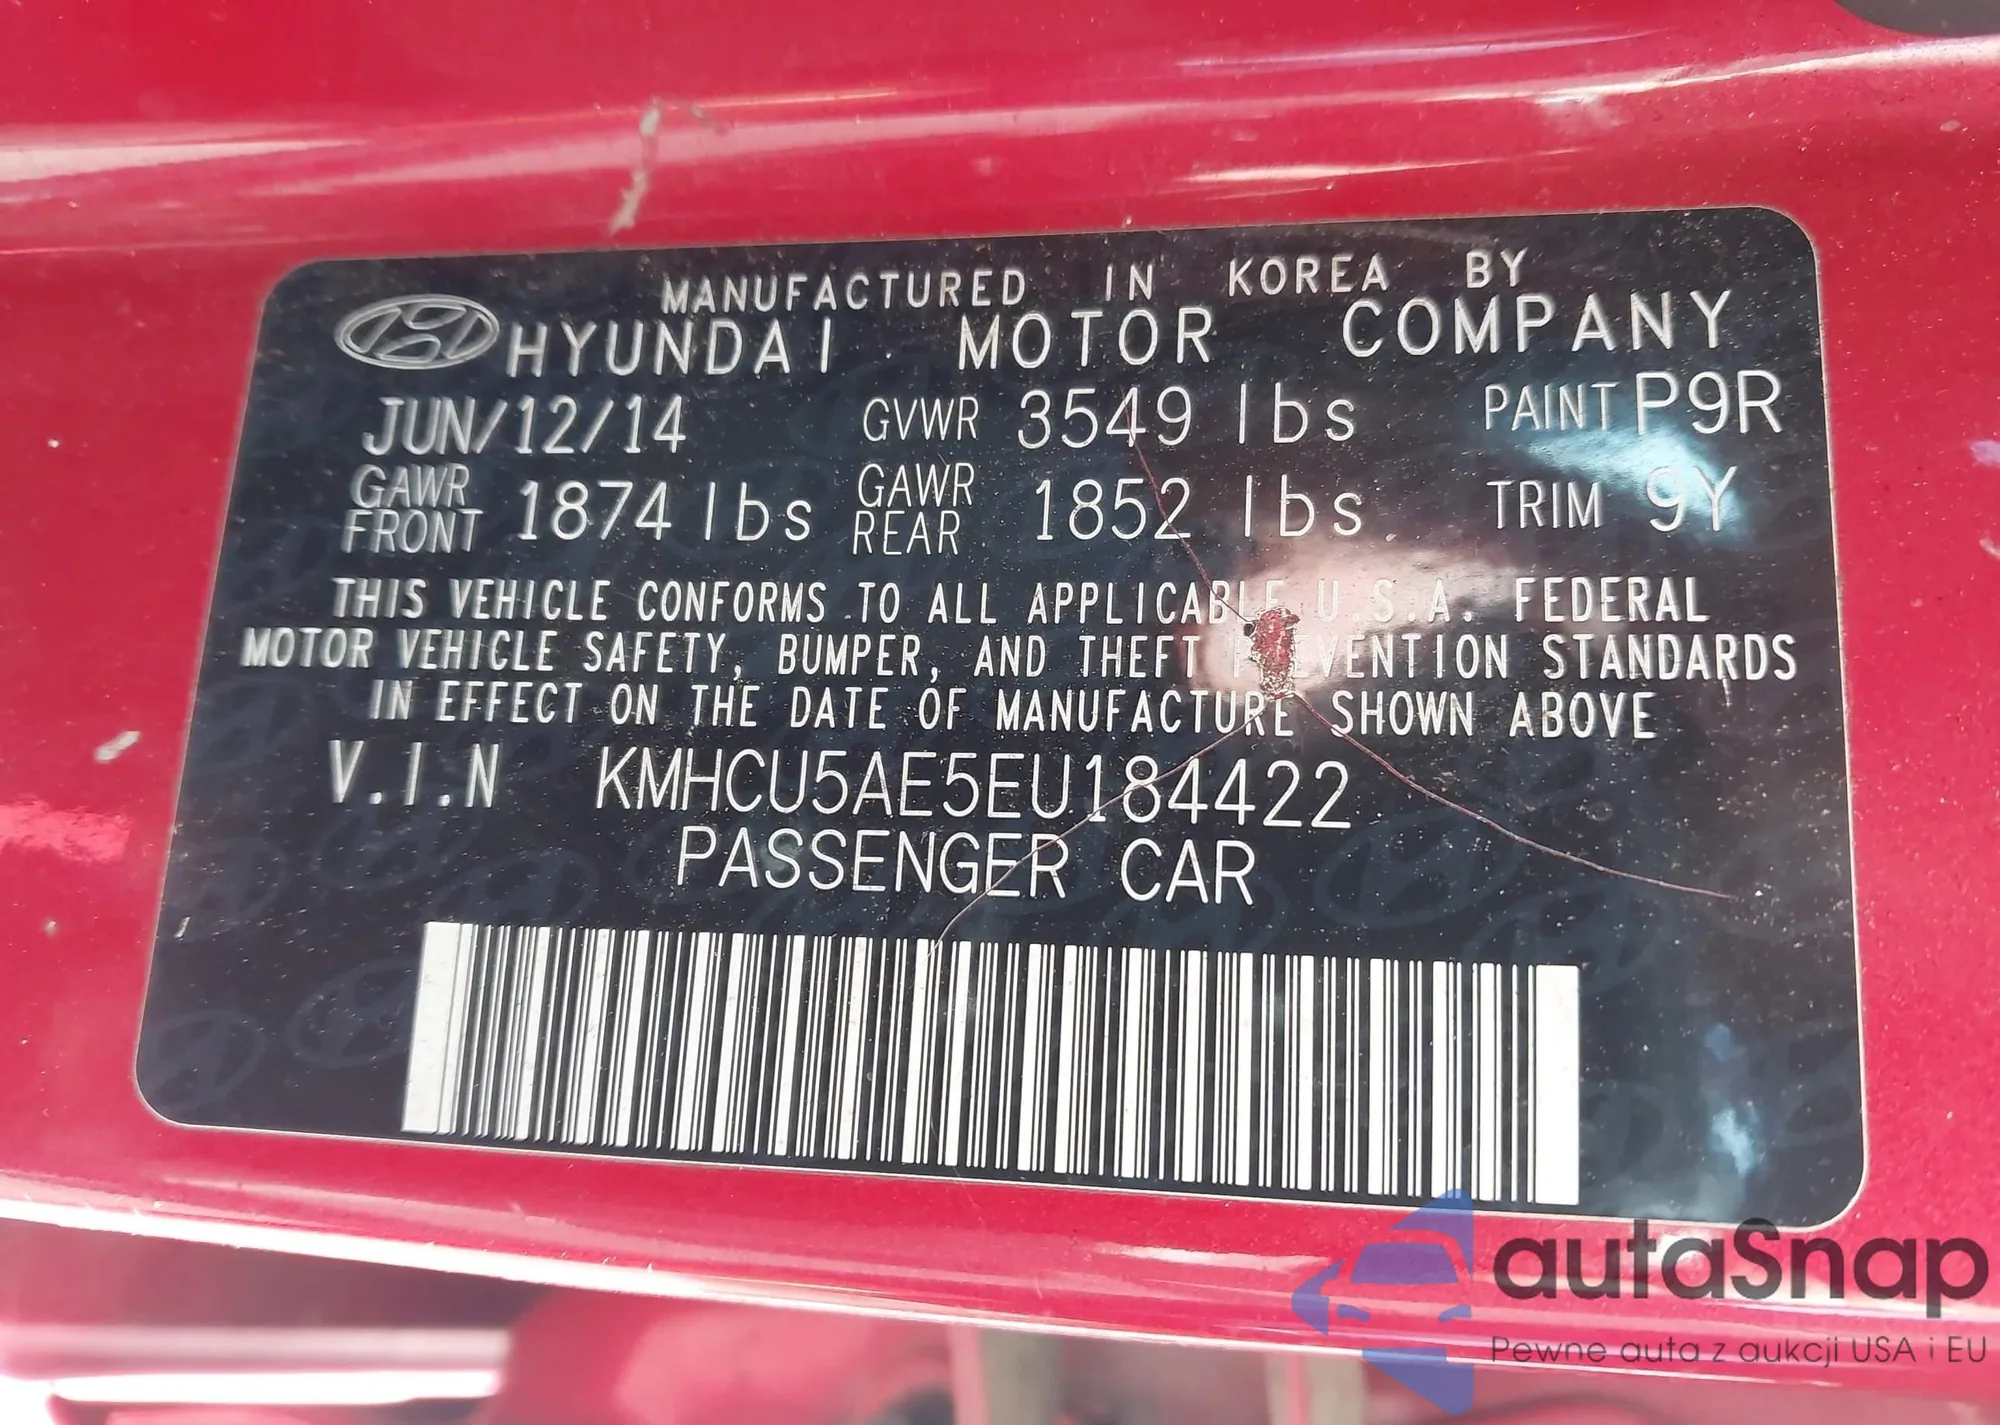 MANUFACTURED IN KOREA BY
HYUNDAI MOTOR COMPANY
JUN/12/14 GVWR 3549 lbs PAINT P9R
GAWR FRONT 1874 lbs GAWR REAR 1852 lbs TRIM 9Y
THIS VEHICLE CONFORMS TO ALL APPLICABLE U.S.A. FEDERAL
MOTOR VEHICLE SAFETY, BUMPER, AND THEFT PREVENTION STANDARDS
IN EFFECT ON THE DATE OF MANUFACTURE SHOWN ABOVE
V.I.N KMHCU5AE5EU184422
PASSENGER CAR
autaSnap
Pewne auta z aukcji USA i EU